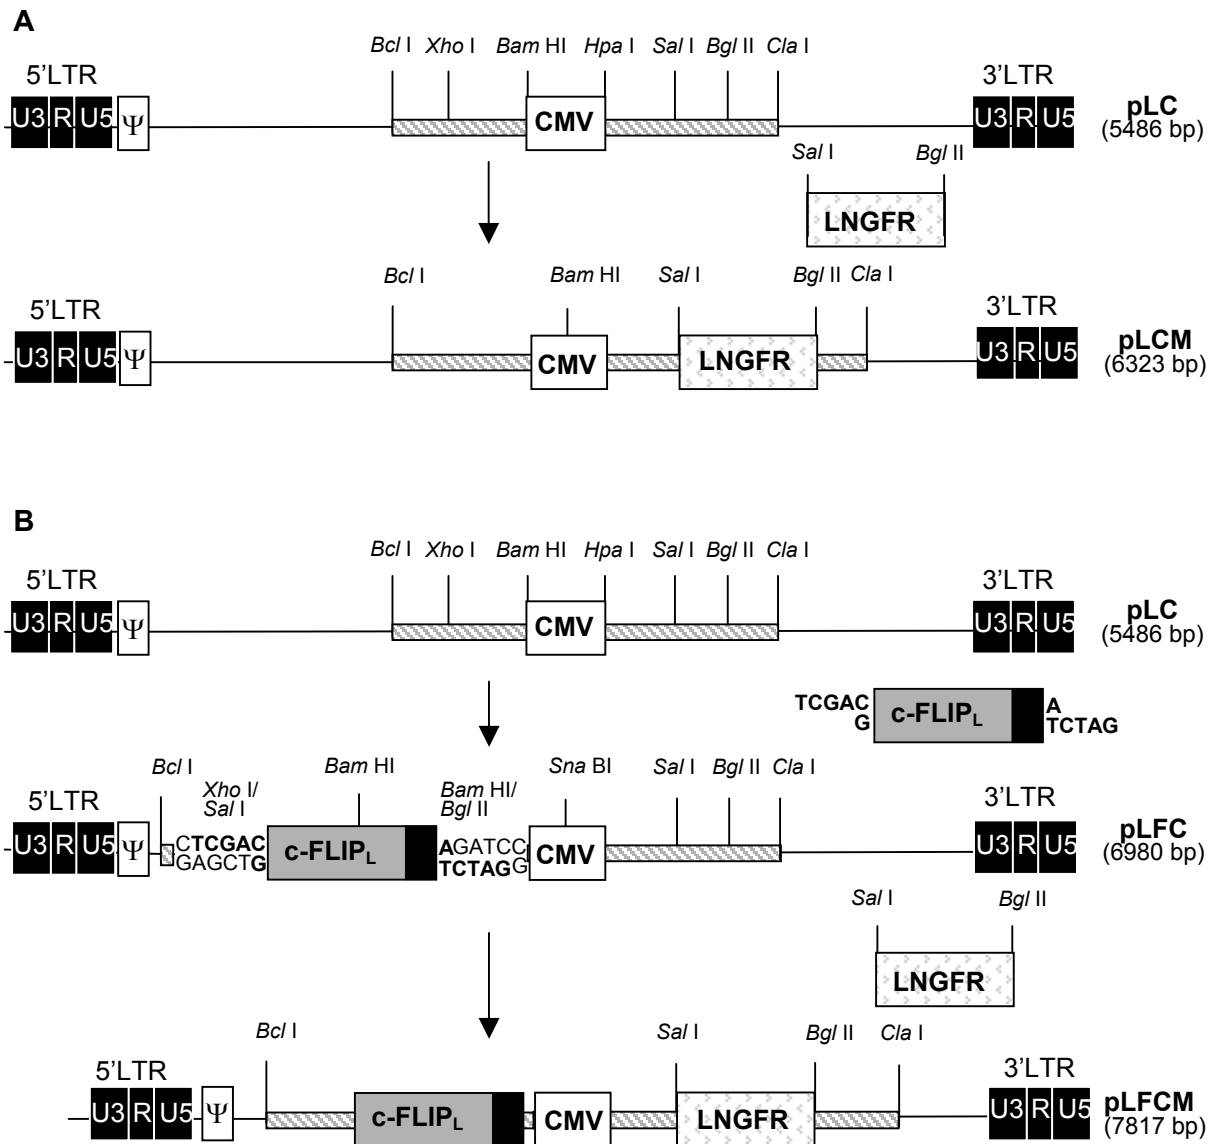 A
Bcl I Xho I Bam HI Hpa I Sal I Bgl II Cla I
5'LTR 3'LTR
U3 R U5 Ψ CMV U3 R U5 pLC
(5486 bp)
Sal I Bgl II
LNGFR
Bcl I Bam HI Sal I Bgl II Cla I
5'LTR 3'LTR
U3 R U5 Ψ CMV LNGFR U3 R U5 pLCM
(6323 bp)
B
Bcl I Xho I Bam HI Hpa I Sal I Bgl II Cla I
5'LTR 3'LTR
U3 R U5 Ψ CMV U3 R U5 pLC
(5486 bp)
TCGAC c-FLIPL A
G TCTAG
Bcl I Bam HI Sna BI Sal I Bgl II Cla I
Xho I/ Bam HI/
Sal I Bgl II
5'LTR 3'LTR
U3 R U5 Ψ CTCGAC c-FLIPL AGATCC CMV U3 R U5 pLFC
GAGCTG TCTAGG (6980 bp)
Sal I Bgl II
LNGFR
Bcl I Sal I Bgl II Cla I
5'LTR 3'LTR
U3 R U5 Ψ c-FLIPL CMV LNGFR U3 R U5 pLFCM
(7817 bp)